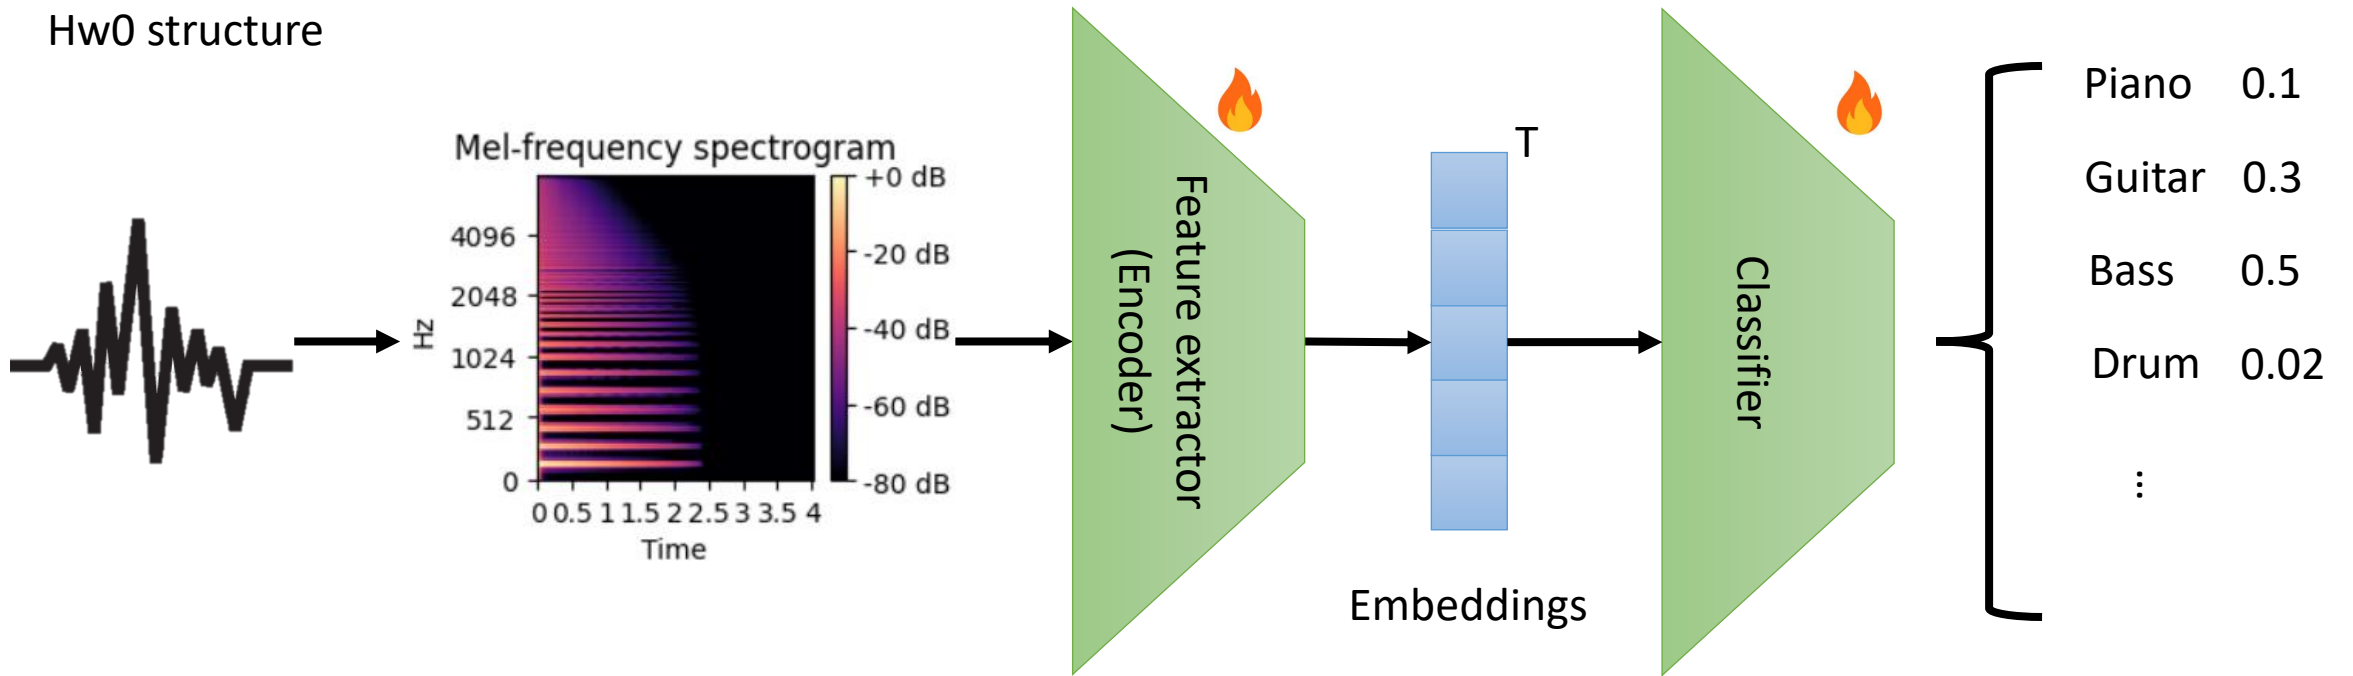 Hw0 structure
Mel-frequency spectrogram
+0 dB
-20 dB
-40 dB
-60 dB
-80 dB
Hz
4096
2048
1024
512
0
0 0.5 1 1.5 2 2.5 3 3.5 4
Time
Feature extractor
(Encoder)
T
Embeddings
Classifier
Piano 0.1
Guitar 0.3
Bass 0.5
Drum 0.02
...